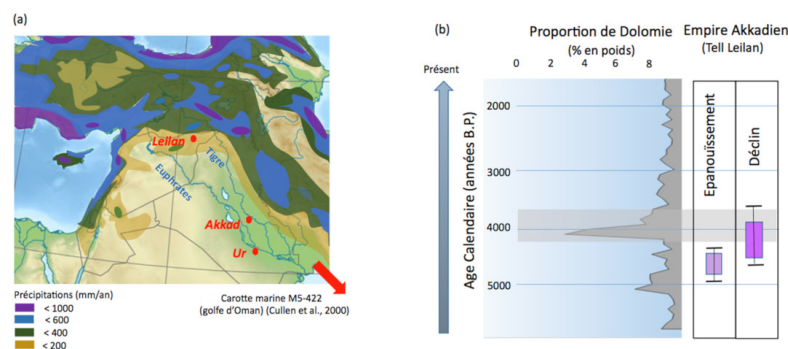 (a)
Leilan
Tigre
Euphrates
Akkad
Ur
Précipitations (mm/an)
< 1000
< 600
< 400
< 200
Carotte marine M5-422
(golfe d'Oman) (Cullen et al., 2000)
(b)
Proportion de Dolomie
(% en poids)
Empire Akkadien
(Tell Leilan)
Présent
0 2 4 6 8
Age Calendaire (années B.P.)
2000
3000
4000
5000
Epanouïssement
Déclin